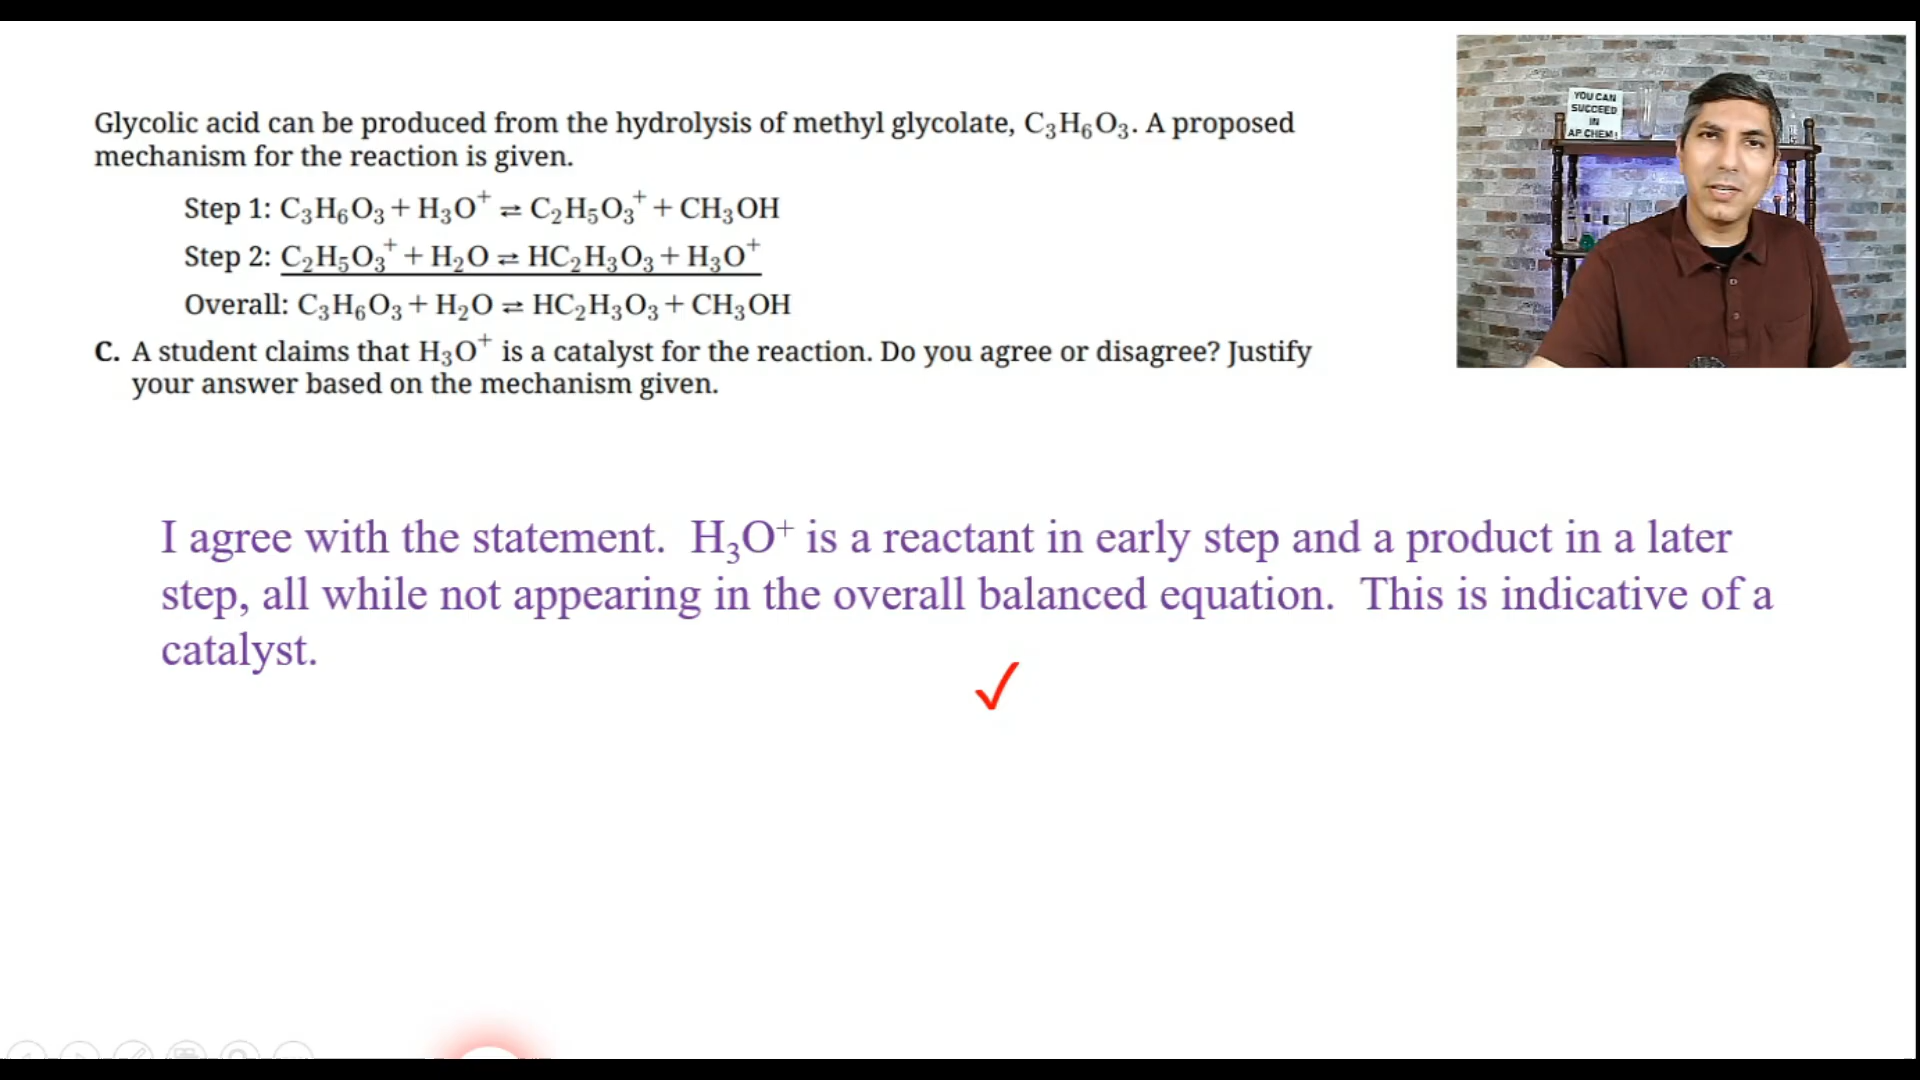 Glycolic acid can be produced from the hydrolysis of methyl glycolate, C₃H₆O₃. A proposed
mechanism for the reaction is given.
Step 1: C₃H₆O₃ + H₃O⁺ ⇌ C₂H₅O₃⁺ + CH₃OH
Step 2: C₂H₅O₃⁺ + H₂O ⇌ HC₂H₃O₃ + H₃O⁺
Overall: C₃H₆O₃ + H₂O ⇌ HC₂H₃O₃ + CH₃OH
C. A student claims that H₃O⁺ is a catalyst for the reaction. Do you agree or disagree? Justify
your answer based on the mechanism given.
YOU CAN
SUCCEED
IN
AP CHEM!
I agree with the statement. H₃O⁺ is a reactant in early step and a product in a later
step, all while not appearing in the overall balanced equation. This is indicative of a
catalyst.